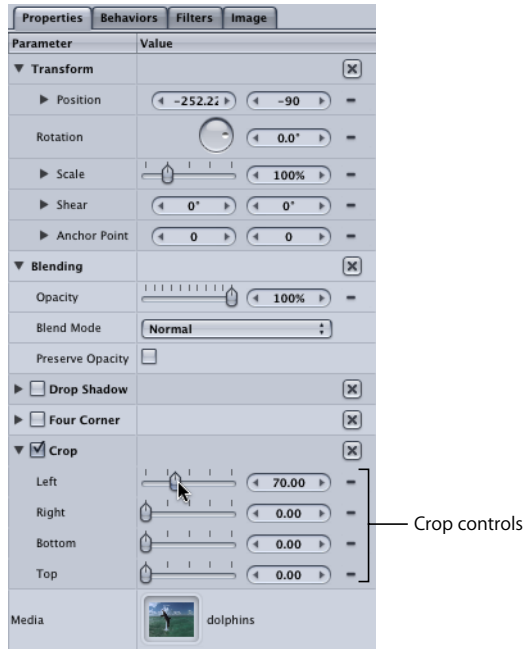 Properties Behaviors Filters Image
Parameter Value
Transform
Position -252.22 -90
Rotation 0.0°
Scale 100%
Shear 0° 0°
Anchor Point 0 0
Blending
Opacity 100%
Blend Mode Normal
Preserve Opacity
Drop Shadow
Four Corner
Crop
Left 70.00
Right 0.00
Crop controls
Bottom 0.00
Top 0.00
Media dolphins